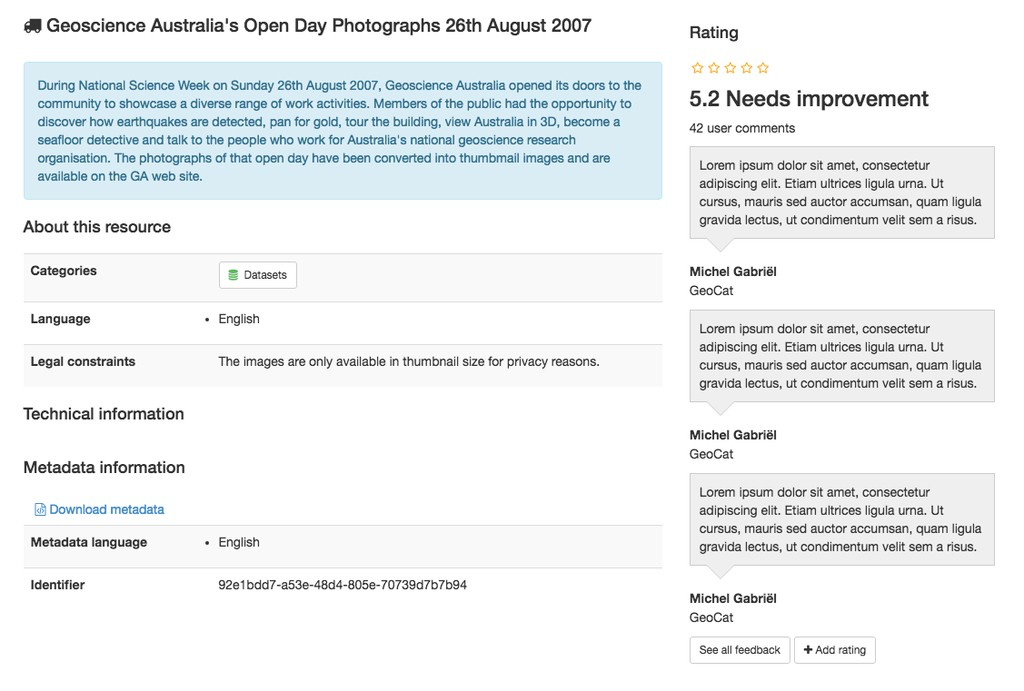 Geoscience Australia's Open Day Photographs 26th August 2007
During National Science Week on Sunday 26th August 2007, Geoscience Australia opened its doors to the
community to showcase a diverse range of work activities. Members of the public had the opportunity to
discover how earthquakes are detected, pan for gold, tour the building, view Australia in 3D, become a
seafloor detective and talk to the people who work for Australia's national geoscience research
organisation. The photographs of that open day have been converted into thumbmail images and are
available on the GA web site.
About this resource
Categories Datasets
Language • English
Legal constraints The images are only available in thumbnail size for privacy reasons.
Technical information
Metadata information
Download metadata
Metadata language • English
Identifier 92e1bdd7-a53e-48d4-805e-70739d7b7b94
Rating
5.2 Needs improvement
42 user comments
Lorem ipsum dolor sit amet, consectetur
adipiscing elit. Etiam ultrices ligula urna. Ut
cursus, mauris sed auctor accumsan, quam ligula
gravida lectus, ut condimentum velit sem a risus.
Michel Gabriël
GeoCat
Lorem ipsum dolor sit amet, consectetur
adipiscing elit. Etiam ultrices ligula urna. Ut
cursus, mauris sed auctor accumsan, quam ligula
gravida lectus, ut condimentum velit sem a risus.
Michel Gabriël
GeoCat
Lorem ipsum dolor sit amet, consectetur
adipiscing elit. Etiam ultrices ligula urna. Ut
cursus, mauris sed auctor accumsan, quam ligula
gravida lectus, ut condimentum velit sem a risus.
Michel Gabriël
GeoCat
See all feedback + Add rating